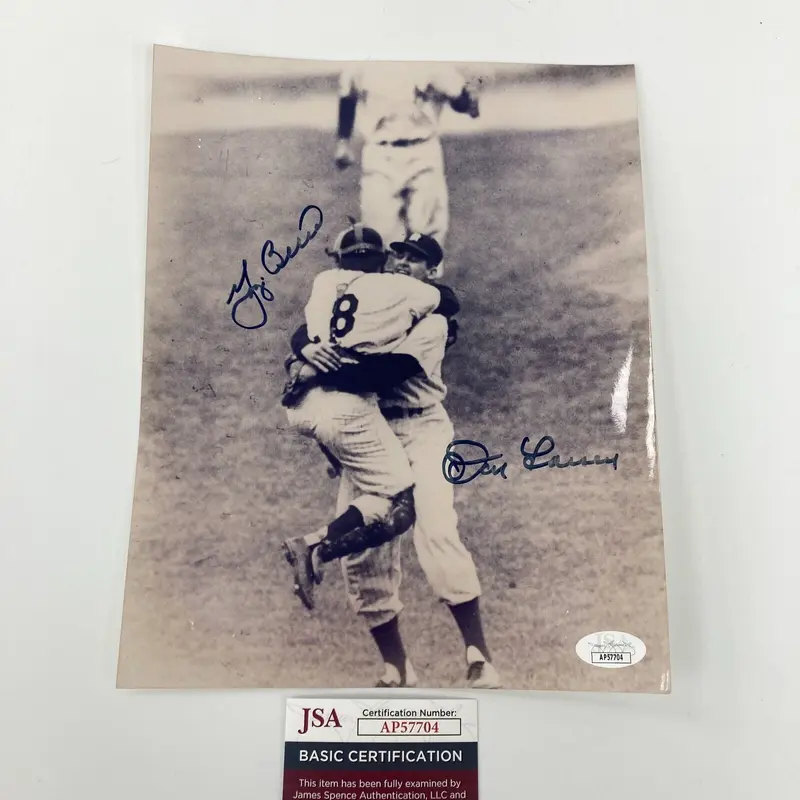 Yogi Berra
8
Don Larsen
JSA
AP57704
JSA
Certification Number:
AP57704
BASIC CERTIFICATION
This item has been fully examined by
James Spence Authentication, LLC and